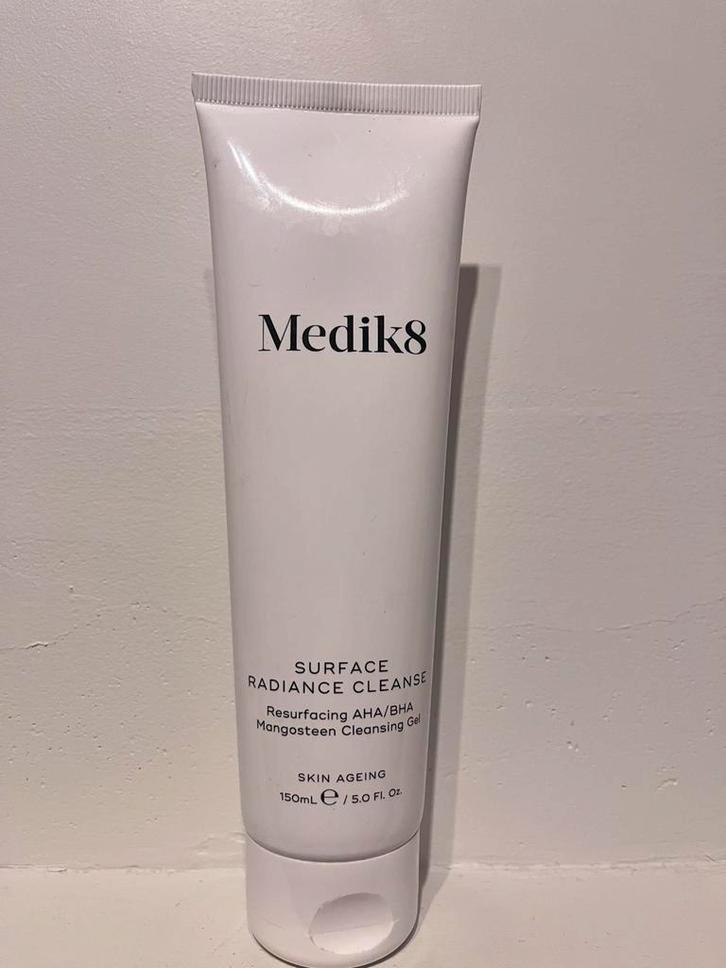 Medik8
SURFACE
RADIANCE CLEANSE
Resurfacing AHA/BHA
Mangosteen Cleansing Gel
SKIN AGEING
150mL ℮ / 5.0 Fl. Oz.